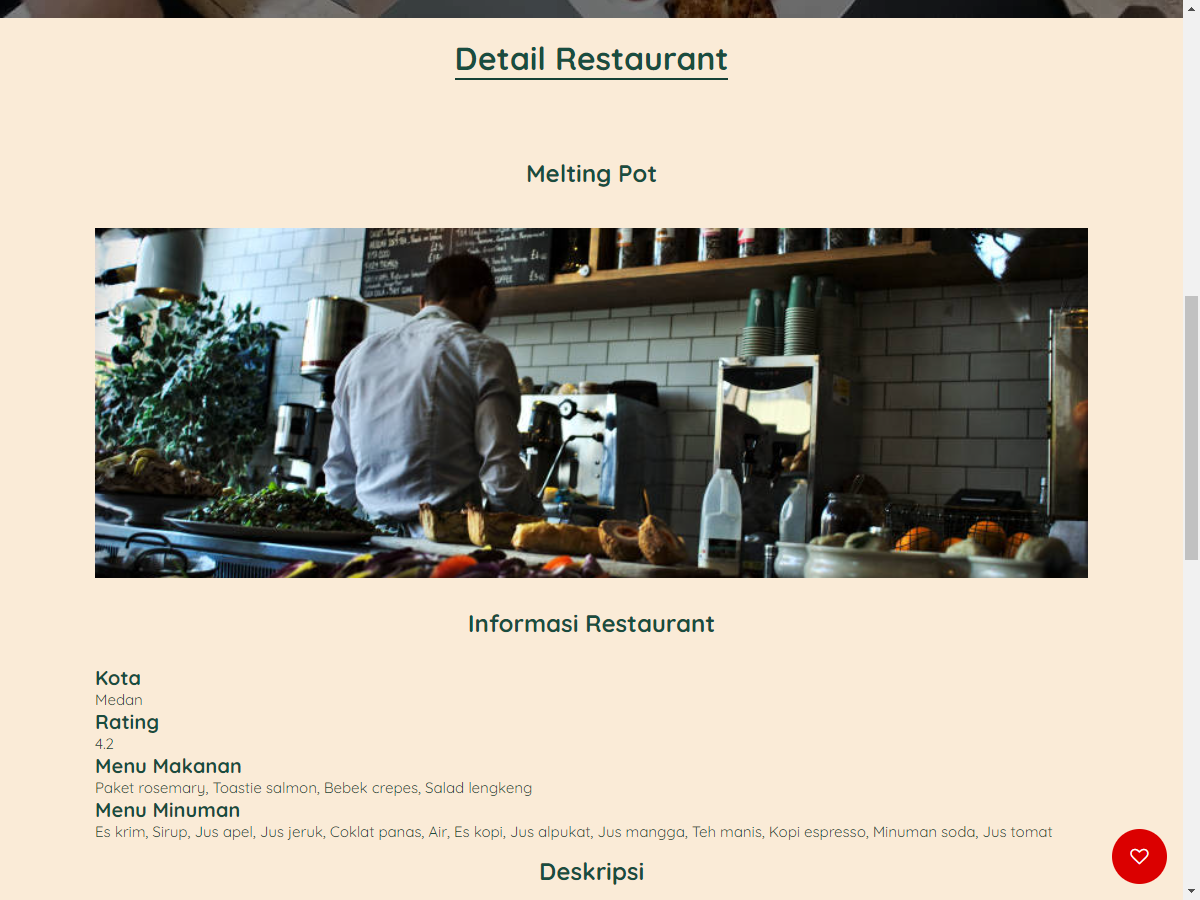 Detail Restaurant
Melting Pot
Informasi Restaurant
Kota
Medan
Rating
4.2
Menu Makanan
Paket rosemary, Toastie salmon, Bebek crepes, Salad lengkeng
Menu Minuman
Es krim, Sirup, Jus apel, Jus jeruk, Coklat panas, Air, Es kopi, Jus alpukat, Jus mangga, Teh manis, Kopi espresso, Minuman soda, Jus tomat
Deskripsi